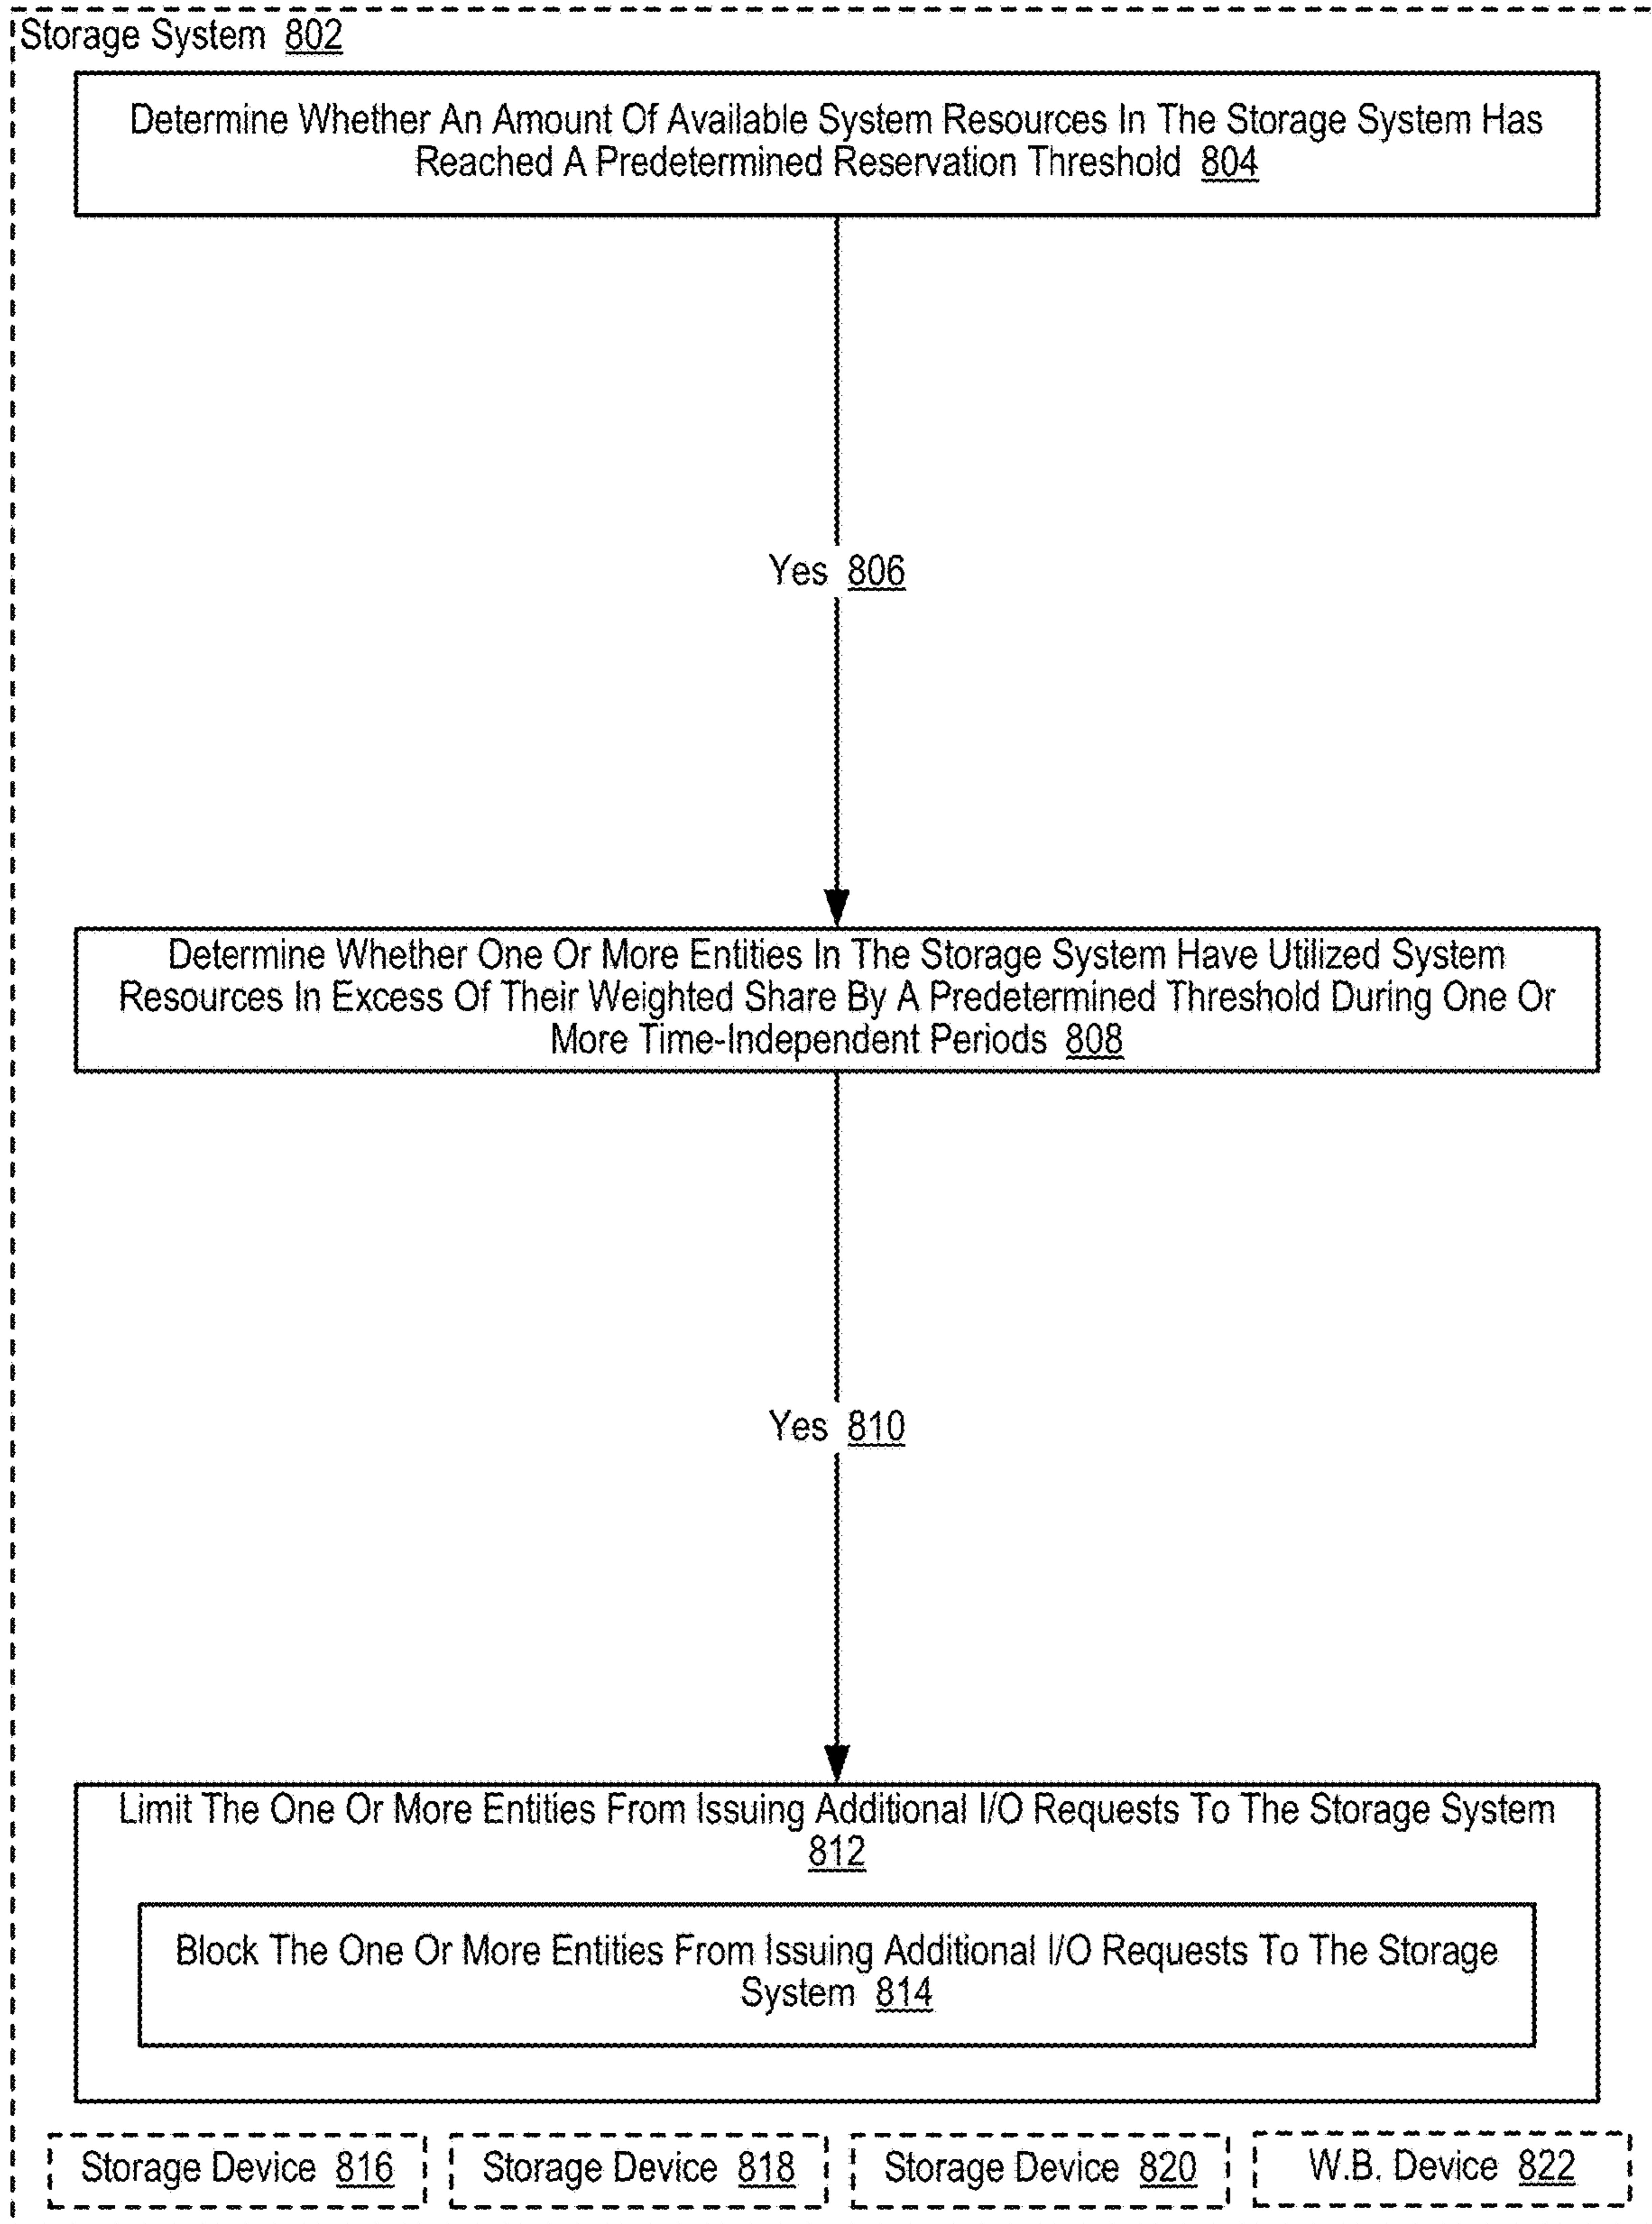 Storage System 802
Determine Whether An Amount Of Available System Resources In The Storage System Has
Reached A Predetermined Reservation Threshold 804
Yes 806
Determine Whether One Or More Entities In The Storage System Have Utilized System
Resources In Excess Of Their Weighted Share By A Predetermined Threshold During One Or
More Time-Independent Periods 808
Yes 810
Limit The One Or More Entities From Issuing Additional I/O Requests To The Storage System
812
Block The One Or More Entities From Issuing Additional I/O Requests To The Storage
System 814
Storage Device 816
Storage Device 818
Storage Device 820
W.B. Device 822